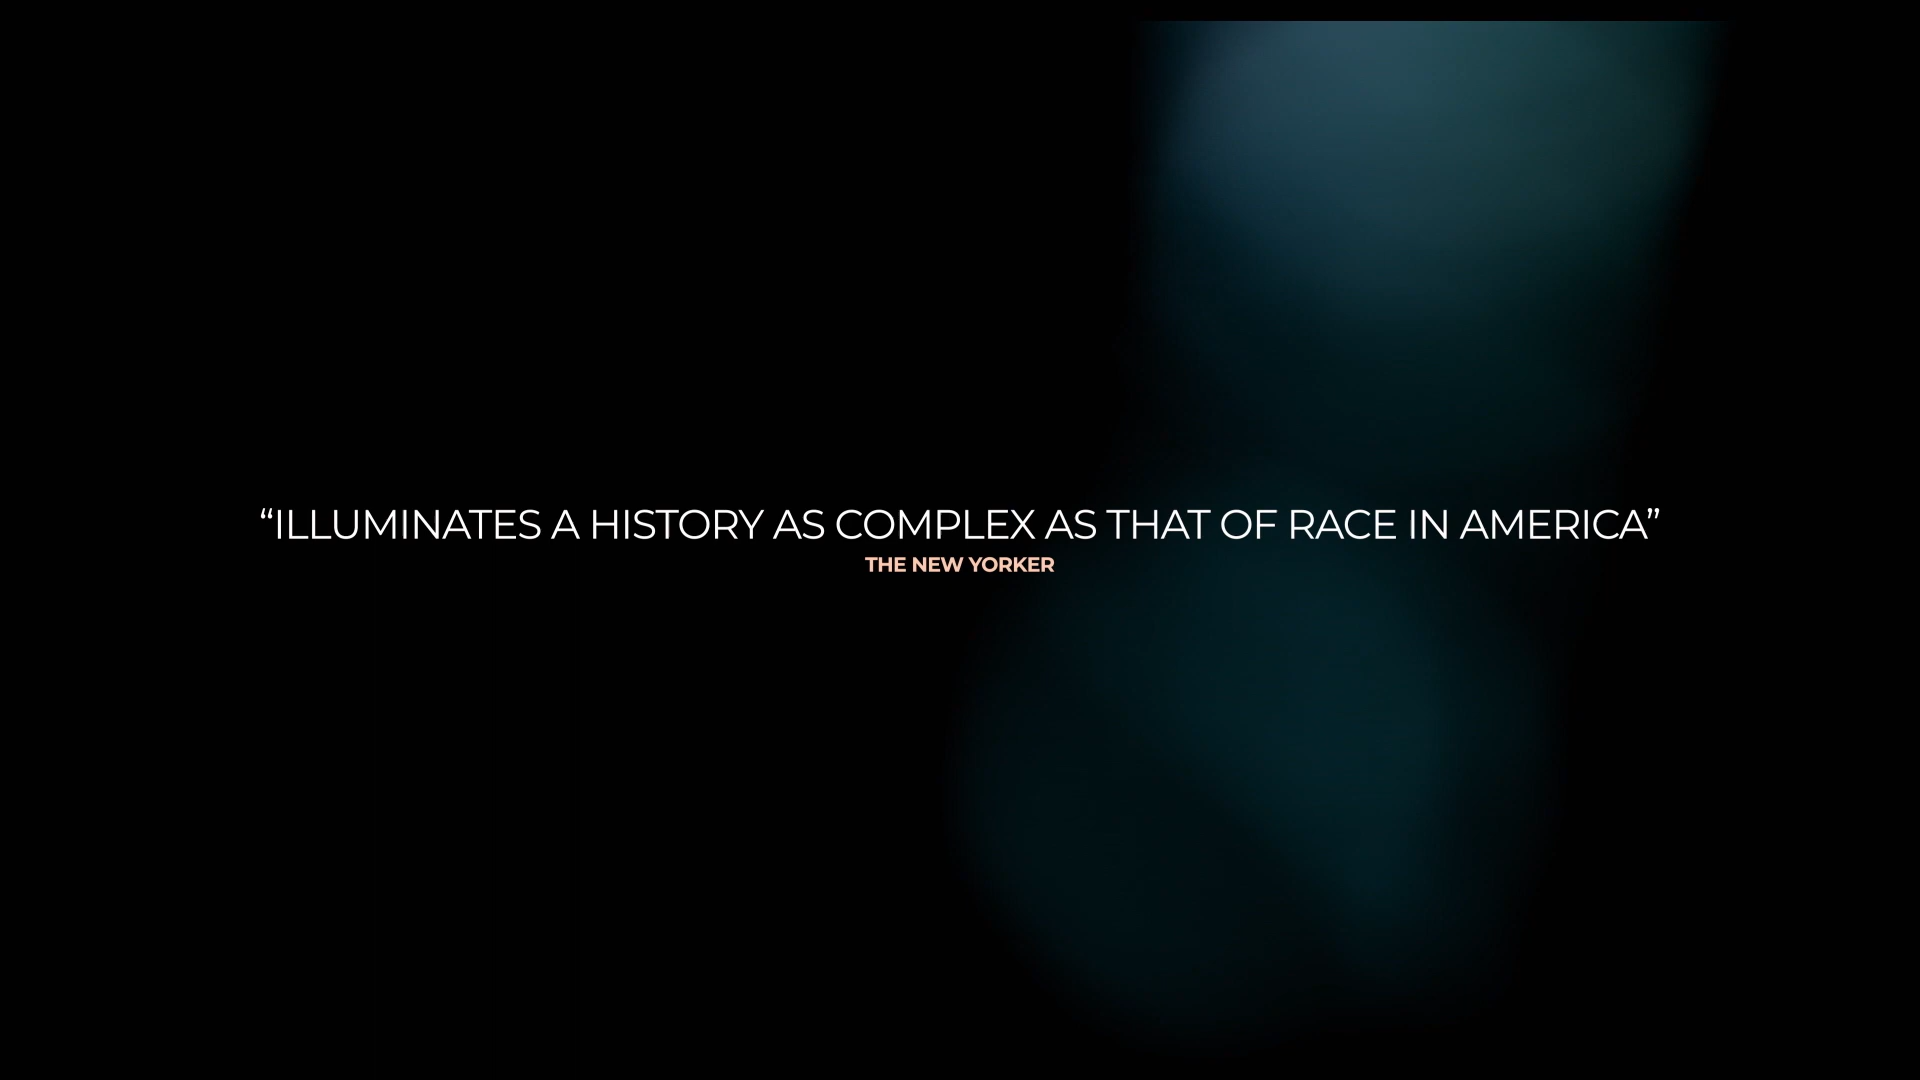 “ILLUMINATES A HISTORY AS COMPLEX AS THAT OF RACE IN AMERICA”
THE NEW YORKER